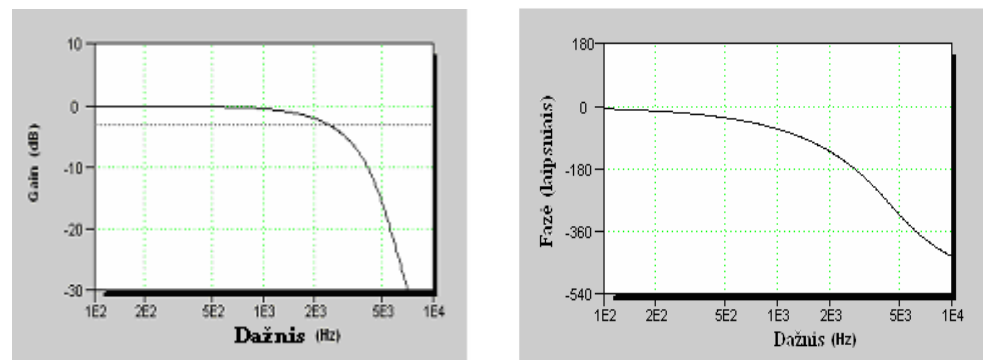 Gain (dB)
10
0
-10
-20
-30
1E2 2E2 5E2 1E3 2E3 5E3 1E4
Dažnis (Hz)
Fazė (laipsniais)
180
0
-180
-360
-540
1E2 2E2 5E2 1E3 2E3 5E3 1E4
Dažnis (Hz)